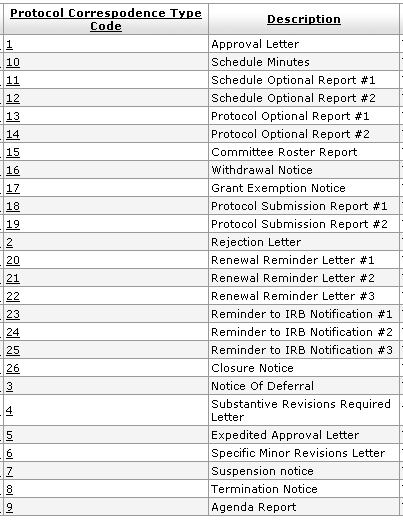 Protocol Correspodence Type Code Description
1 Approval Letter
10 Schedule Minutes
11 Schedule Optional Report #1
12 Schedule Optional Report #2
13 Protocol Optional Report #1
14 Protocol Optional Report #2
15 Committee Roster Report
16 Withdrawal Notice
17 Grant Exemption Notice
18 Protocol Submission Report #1
19 Protocol Submission Report #2
2 Rejection Letter
20 Renewal Reminder Letter #1
21 Renewal Reminder Letter #2
22 Renewal Reminder Letter #3
23 Reminder to IRB Notification #1
24 Reminder to IRB Notification #2
25 Reminder to IRB Notification #3
26 Closure Notice
3 Notice Of Deferral
4 Substantive Revisions Required Letter
5 Expedited Approval Letter
6 Specific Minor Revisions Letter
7 Suspension notice
8 Termination Notice
9 Agenda Report